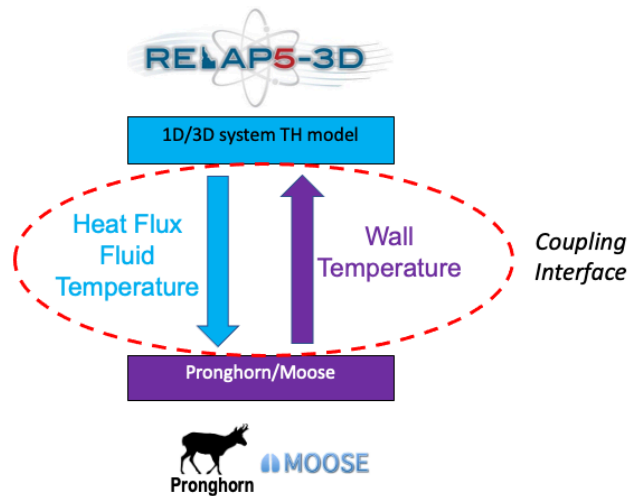 RELAP5-3D
1D/3D system TH model
Heat Flux
Fluid
Temperature
Wall
Temperature
Coupling
Interface
Pronghorn/Moose
Pronghorn
MOOSE